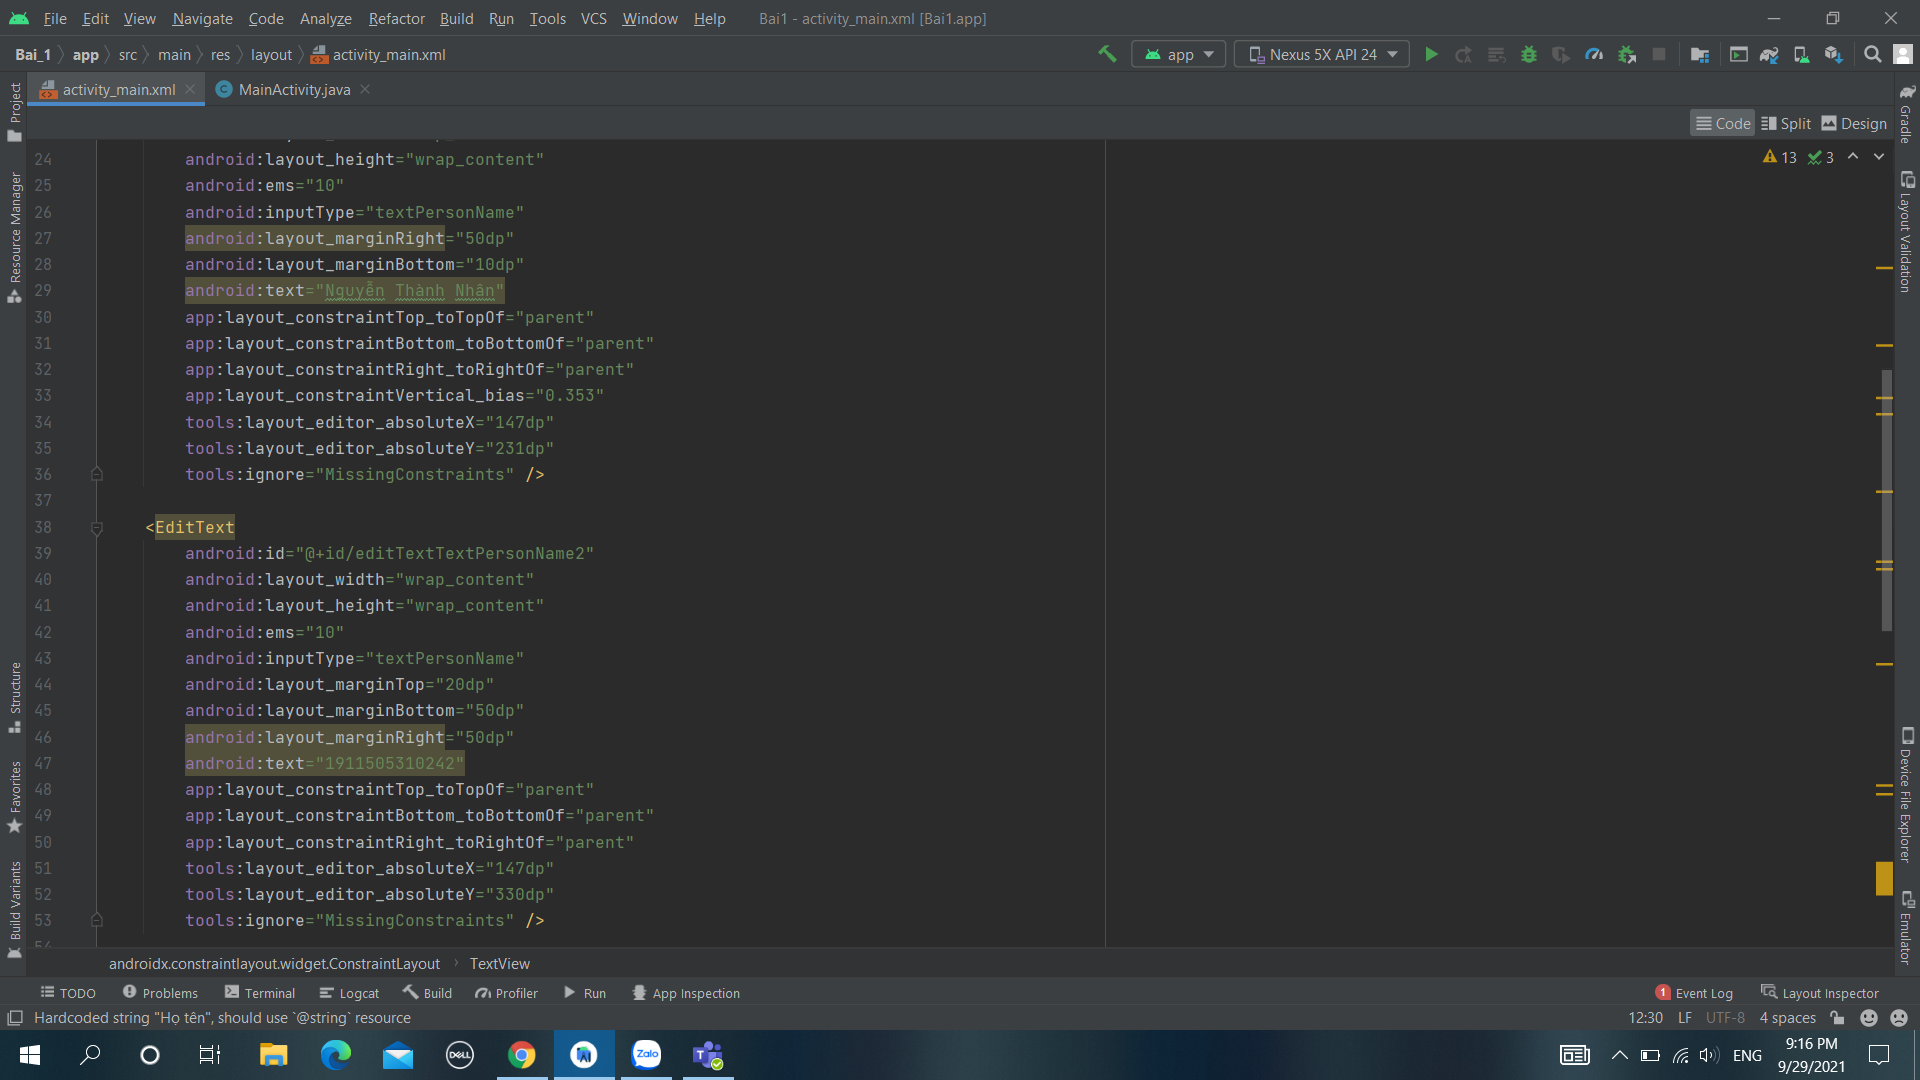 File Edit View Navigate Code Analyze Refactor Build Run Tools VCS Window Help Bai1 - activity_main.xml [Bai1.app]
Bai_1 app src main res layout activity_main.xml app Nexus 5X API 24
activity_main.xml MainActivity.java
Code Split Design
13 3
24 android:layout_height="wrap_content"
25 android:ems="10"
26 android:inputType="textPersonName"
27 android:layout_marginRight="50dp"
28 android:layout_marginBottom="10dp"
29 android:text="Nguyễn Thành Nhân"
30 app:layout_constraintTop_toTopOf="parent"
31 app:layout_constraintBottom_toBottomOf="parent"
32 app:layout_constraintRight_toRightOf="parent"
33 app:layout_constraintVertical_bias="0.353"
34 tools:layout_editor_absoluteX="147dp"
35 tools:layout_editor_absoluteY="231dp"
36 tools:ignore="MissingConstraints" />
37
38 <EditText
39 android:id="@+id/editTextTextPersonName2"
40 android:layout_width="wrap_content"
41 android:layout_height="wrap_content"
42 android:ems="10"
43 android:inputType="textPersonName"
44 android:layout_marginTop="20dp"
45 android:layout_marginBottom="50dp"
46 android:layout_marginRight="50dp"
47 android:text="1911505310242"
48 app:layout_constraintTop_toTopOf="parent"
49 app:layout_constraintBottom_toBottomOf="parent"
50 app:layout_constraintRight_toRightOf="parent"
51 tools:layout_editor_absoluteX="147dp"
52 tools:layout_editor_absoluteY="330dp"
53 tools:ignore="MissingConstraints" />
54
Project
Resource Manager
Structure
Favorites
Build Variants
Gradle
Layout Validation
Device File Explorer
Emulator
androidx.constraintlayout.widget.ConstraintLayout TextView
TODO Problems Terminal Logcat Build Profiler Run App Inspection 1 Event Log Layout Inspector
Hardcoded string "Họ tên", should use `@string` resource 12:30 LF UTF-8 4 spaces
DELL Zalo ENG 9:16 PM
9/29/2021